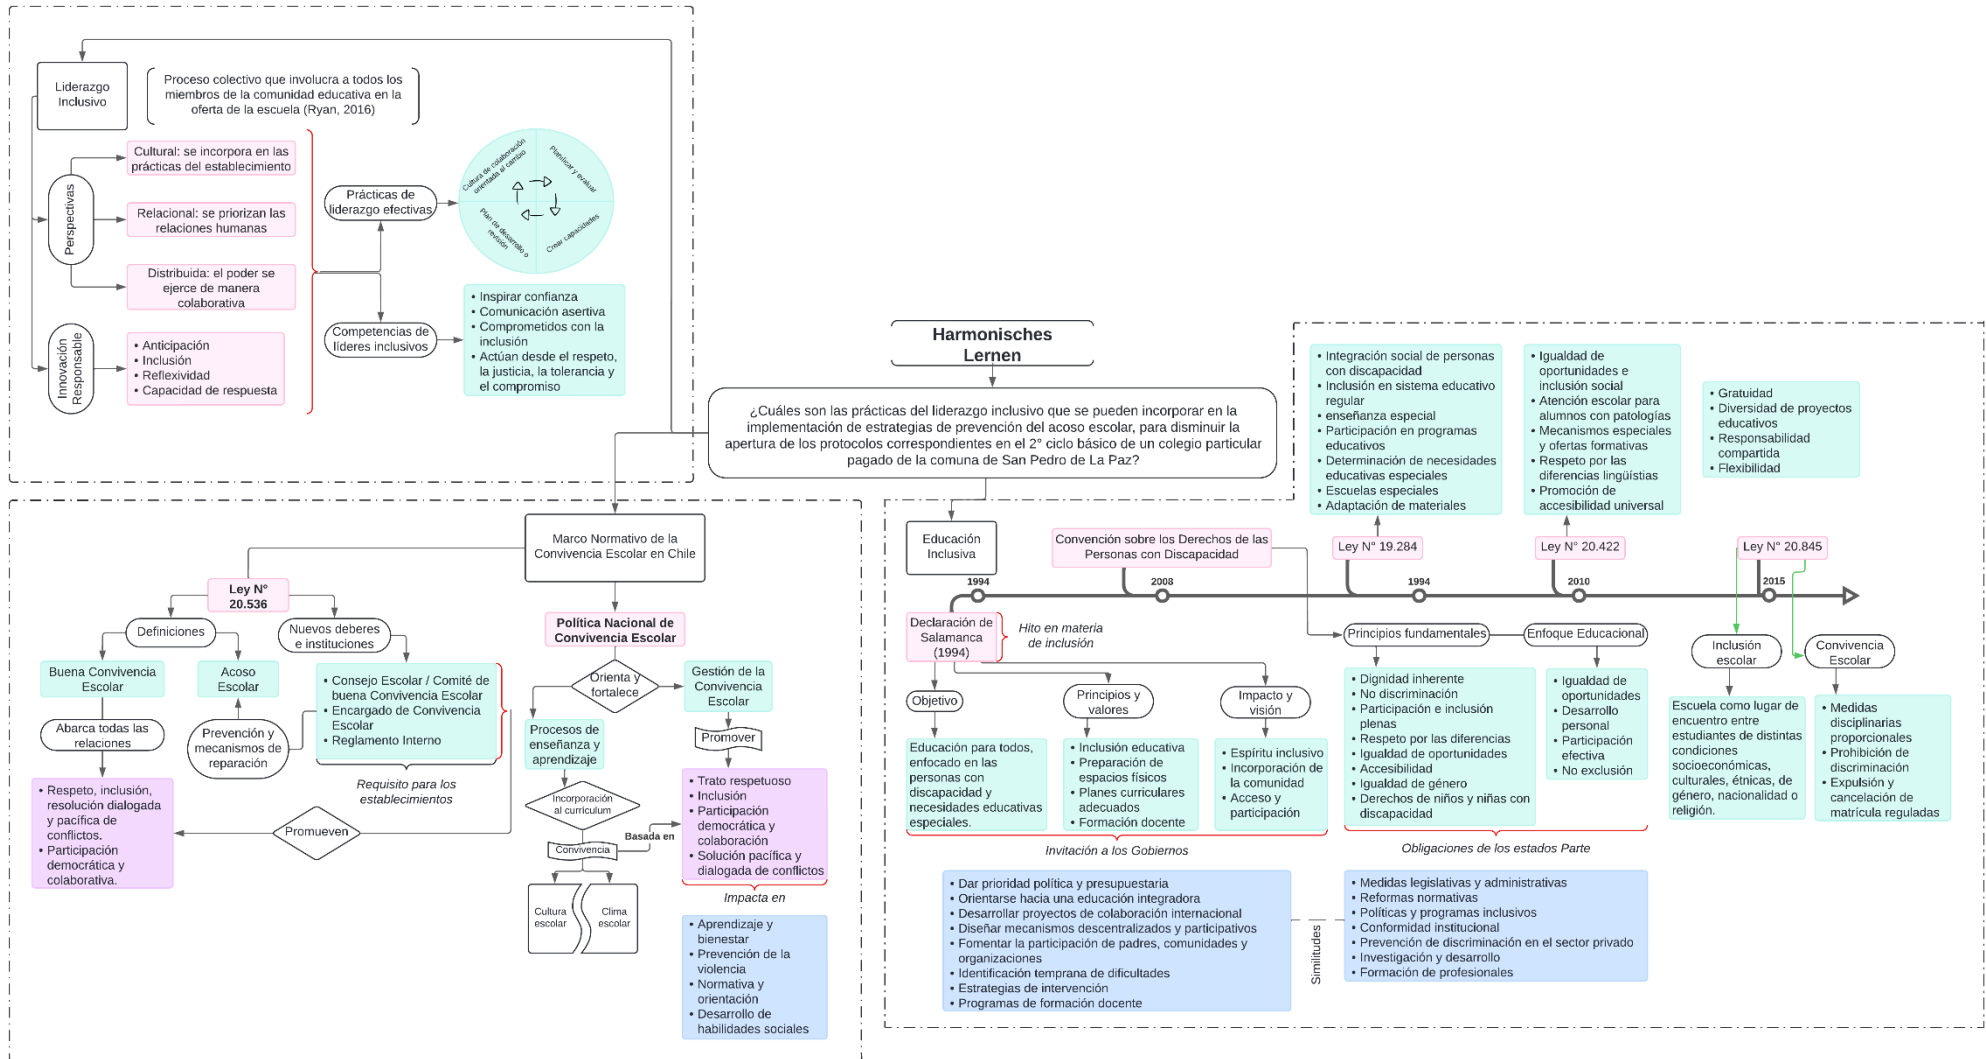 Liderazgo
Inclusivo
Proceso colectivo que involucra a todos los
miembros de la comunidad educativa en la
oferta de la escuela (Ryan, 2016)
Perspectivas
Cultural: se incorpora en las
prácticas del establecimiento
Relacional: se priorizan las
relaciones humanas
Distribuida: el poder se
ejerce de manera
colaborativa
Innovación
Responsable
• Anticipación
• Inclusión
• Reflexividad
• Capacidad de respuesta
Prácticas de
liderazgo efectivas
Cultura de colaboración
orientada al cambio
Planificar y evaluar
Crear capacidades
Plan de desarrollo o
revisión
Competencias de
líderes inclusivos
• Inspirar confianza
• Comunicación asertiva
• Comprometidos con la
inclusión
• Actúan desde el respeto,
la justicia, la tolerancia y
el compromiso
Harmonisches
Lernen
¿Cuáles son las prácticas del liderazgo inclusivo que se pueden incorporar en la
implementación de estrategias de prevención del acoso escolar, para disminuir la
apertura de los protocolos correspondientes en el 2° ciclo básico de un colegio particular
pagado de la comuna de San Pedro de La Paz?
Marco Normativo de la
Convivencia Escolar en Chile
Ley N°
20.536
Definiciones
Nuevos deberes
e instituciones
Buena Convivencia
Escolar
Acoso
Escolar
Abarca todas las
relaciones
Prevención y
mecanismos de
reparación
• Consejo Escolar / Comité de
buena Convivencia Escolar
• Encargado de Convivencia
Escolar
• Reglamento Interno
Requisito para los
establecimientos
• Respeto, inclusión,
resolución dialogada
y pacífica de
conflictos.
• Participación
democrática y
colaborativa.
Promueven
Política Nacional de
Convivencia Escolar
Orienta y
fortalece
Gestión de la
Convivencia
Escolar
Procesos de
enseñanza y
aprendizaje
Promover
Incorporación
al curriculum
Basada en
Convivencia
Cultura
escolar
Clima
escolar
• Trato respetuoso
• Inclusión
• Participación
democrática y
colaboración
• Solución pacífica y
dialogada de conflictos
Impacta en
• Aprendizaje y
bienestar
• Prevención de la
violencia
• Normativa y
orientación
• Desarrollo de
habilidades sociales
Educación
Inclusiva
Convención sobre los Derechos de las
Personas con Discapacidad
• Integración social de personas
con discapacidad
• Inclusión en sistema educativo
regular
• enseñanza especial
• Participación en programas
educativos
• Determinación de necesidades
educativas especiales
• Escuelas especiales
• Adaptación de materiales
• Igualdad de
oportunidades e
inclusión social
• Atención escolar para
alumnos con patologías
• Mecanismos especiales
y ofertas formativas
• Respeto por las
diferencias lingüístias
• Promoción de
accesibilidad universal
• Gratuidad
• Diversidad de proyectos
educativos
• Responsabilidad
compartida
• Flexibilidad
Ley N° 19.284
Ley N° 20.422
Ley N° 20.845
1994
2008
1994
2010
2015
Declaración de
Salamanca
(1994)
Hito en materia
de inclusión
Objetivo
Principios y
valores
Impacto y
visión
Educación para todos,
enfocado en las
personas con
discapacidad y
necesidades educativas
especiales.
• Inclusión educativa
• Preparación de
espacios físicos
• Planes curriculares
adecuados
• Formación docente
• Espíritu inclusivo
• Incorporación de
la comunidad
• Acceso y
participación
Invitación a los Gobiernos
Principios fundamentales
Enfoque Educacional
• Dignidad inherente
• No discriminación
• Participación e inclusión
plenas
• Respeto por las diferencias
• Igualdad de oportunidades
• Accesibilidad
• Igualdad de género
• Derechos de niños y niñas con
discapacidad
• Igualdad de
oportunidades
• Desarrollo
personal
• Participación
efectiva
• No exclusión
Obligaciones de los estados Parte
Inclusión
escolar
Convivencia
Escolar
Escuela como lugar de
encuentro entre
estudiantes de distintas
condiciones
socioeconómicas,
culturales, étnicas, de
género, nacionalidad o
religión.
• Medidas
disciplinarias
proporcionales
• Prohibición de
discriminación
• Expulsión y
cancelación de
matrícula reguladas
• Dar prioridad política y presupuestaria
• Orientarse hacia una educación integradora
• Desarrollar proyectos de colaboración internacional
• Diseñar mecanismos descentralizados y participativos
• Fomentar la participación de padres, comunidades y
organizaciones
• Identificación temprana de dificultades
• Estrategias de intervención
• Programas de formación docente
Similitudes
• Medidas legislativas y administrativas
• Reformas normativas
• Políticas y programas inclusivos
• Conformidad institucional
• Prevención de discriminación en el sector privado
• Investigación y desarrollo
• Formación de profesionales